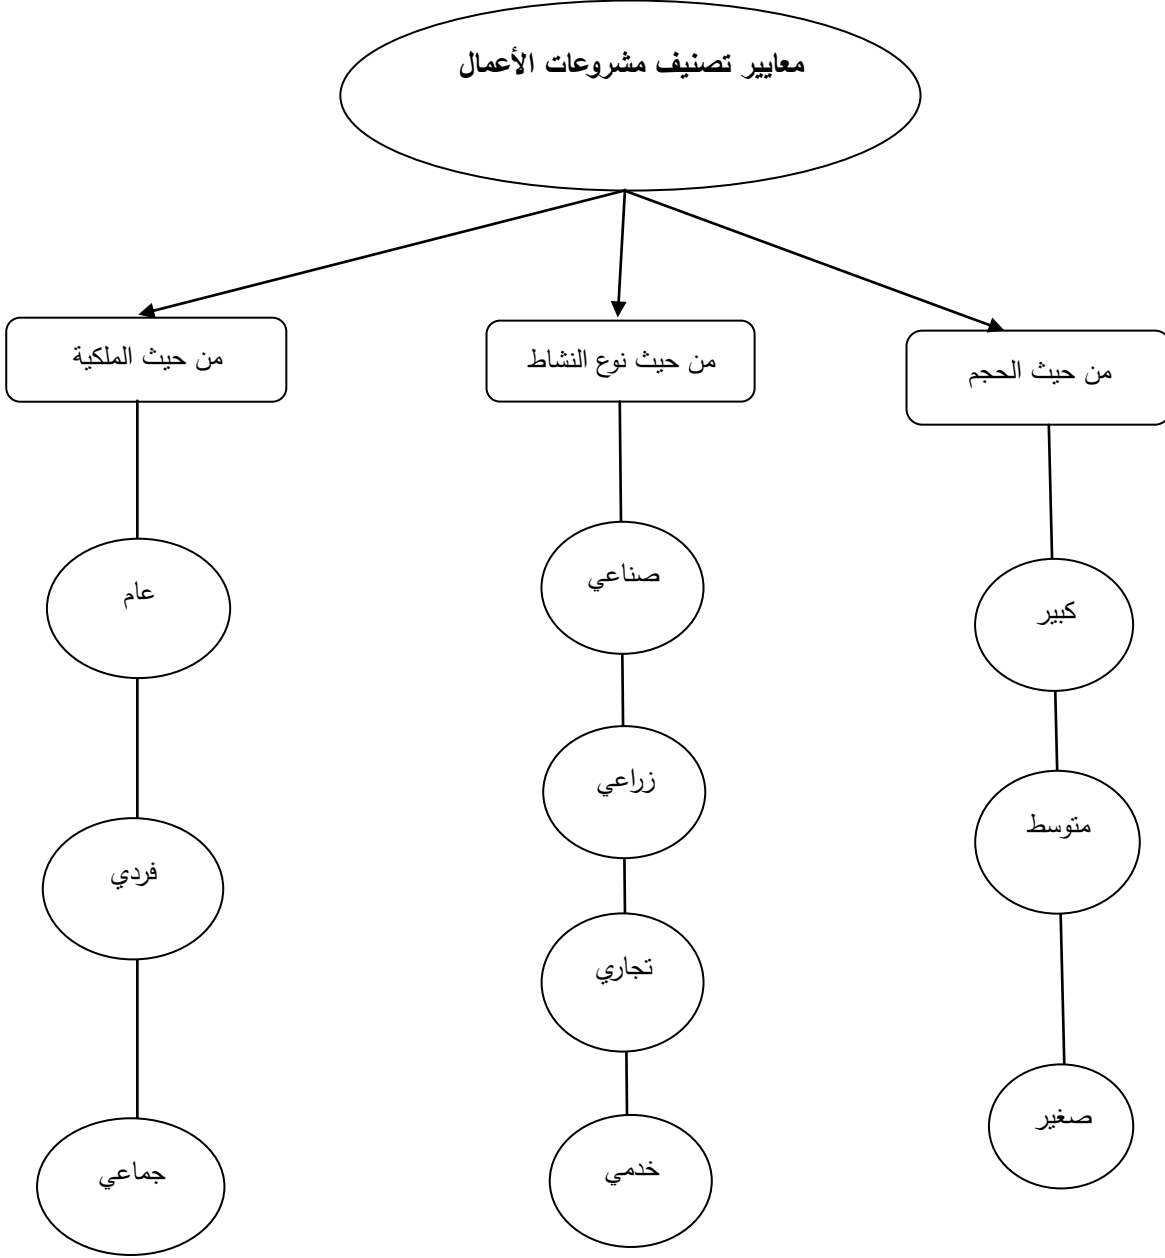 معايير تصنيف مشروعات الأعمال
من حيث الحجم
كبير
متوسط
صغير
من حيث نوع النشاط
صناعي
زراعي
تجاري
خدمي
من حيث الملكية
عام
فردي
جماعي